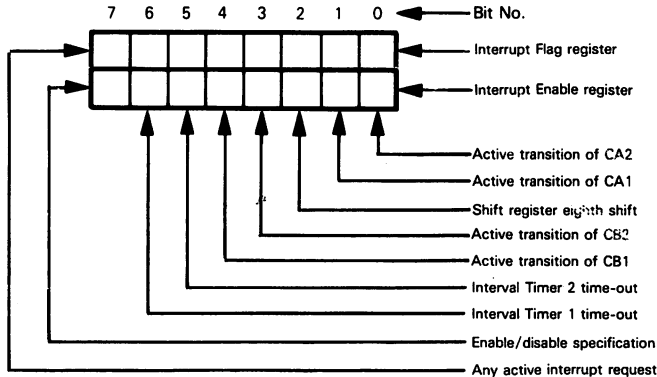 7 6 5 4 3 2 1 0 Bit No.
Interrupt Flag register
Interrupt Enable register
Active transition of CA2
Active transition of CA1
Shift register eighth shift
Active transition of CB2
Active transition of CB1
Interval Timer 2 time-out
Interval Timer 1 time-out
Enable/disable specification
Any active interrupt request